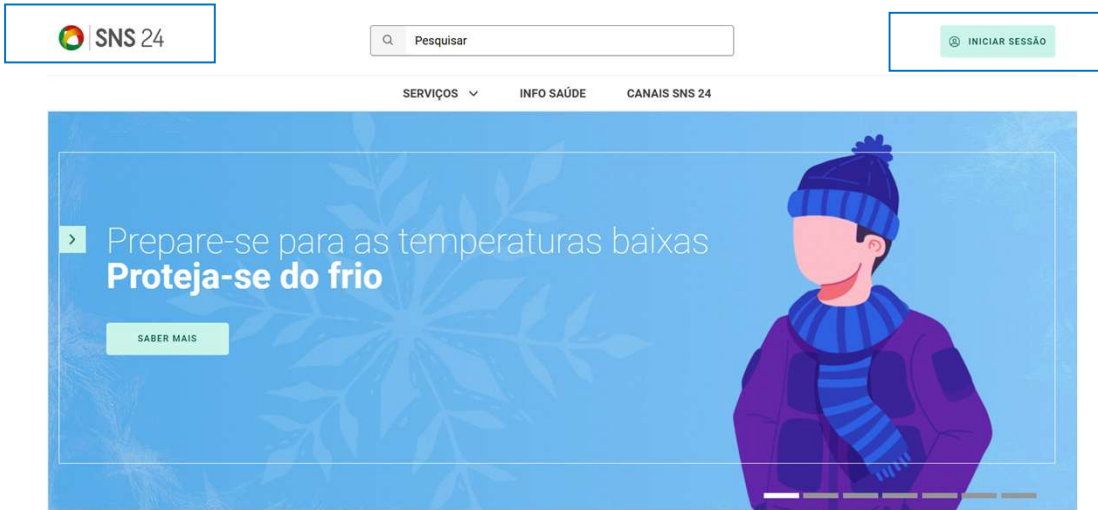 SNS 24
Pesquisar
INICIAR SESSÃO
SERVIÇOS
INFO SAÚDE
CANAIS SNS 24
Prepare-se para as temperaturas baixas
Proteja-se do frio
SABER MAIS